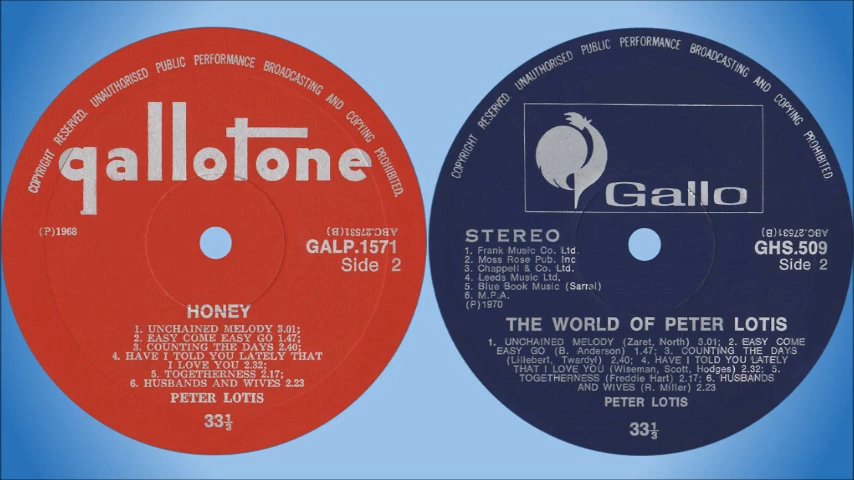 COPYRIGHT RESERVED. UNAUTHORISED PUBLIC PERFORMANCE BROADCASTING AND COPYING PROHIBITED.
gallotone
(P)1968
ABC.27531(B)
GALP.1571
Side 2
HONEY
1. UNCHAINED MELODY 3.01;
2. EASY COME EASY GO 1.47;
3. COUNTING THE DAYS 2.40;
4. HAVE I TOLD YOU LATELY THAT
I LOVE YOU 2.32;
5. TOGETHERNESS 2.17;
6. HUSBANDS AND WIVES 2.23
PETER LOTIS
33⅓
COPYRIGHT RESERVED. UNAUTHORISED PUBLIC PERFORMANCE BROADCASTING AND COPYING PROHIBITED.
Gallo
STEREO
1. Frank Music Co. Ltd.
2. Moss Rose Pub. Inc
3. Chappell & Co. Ltd.
4. Leeds Music Ltd.
5. Blue Book Music (Sarral)
6. M.P.A.
(P)1970
ABC.27531(B)
GHS.509
Side 2
THE WORLD OF PETER LOTIS
1. UNCHAINED MELODY (Zaret, North) 3.01; 2. EASY COME
EASY GO (B. Anderson) 1.47; 3. COUNTING THE DAYS
(Lillebert, Twardy) 2.40; 4. HAVE I TOLD YOU LATELY
THAT I LOVE YOU (Wiseman, Scott, Hodges) 2.32; 5.
TOGETHERNESS (Freddie Hart) 2.17; 6. HUSBANDS
AND WIVES (R. Miller) 2.23
PETER LOTIS
33⅓